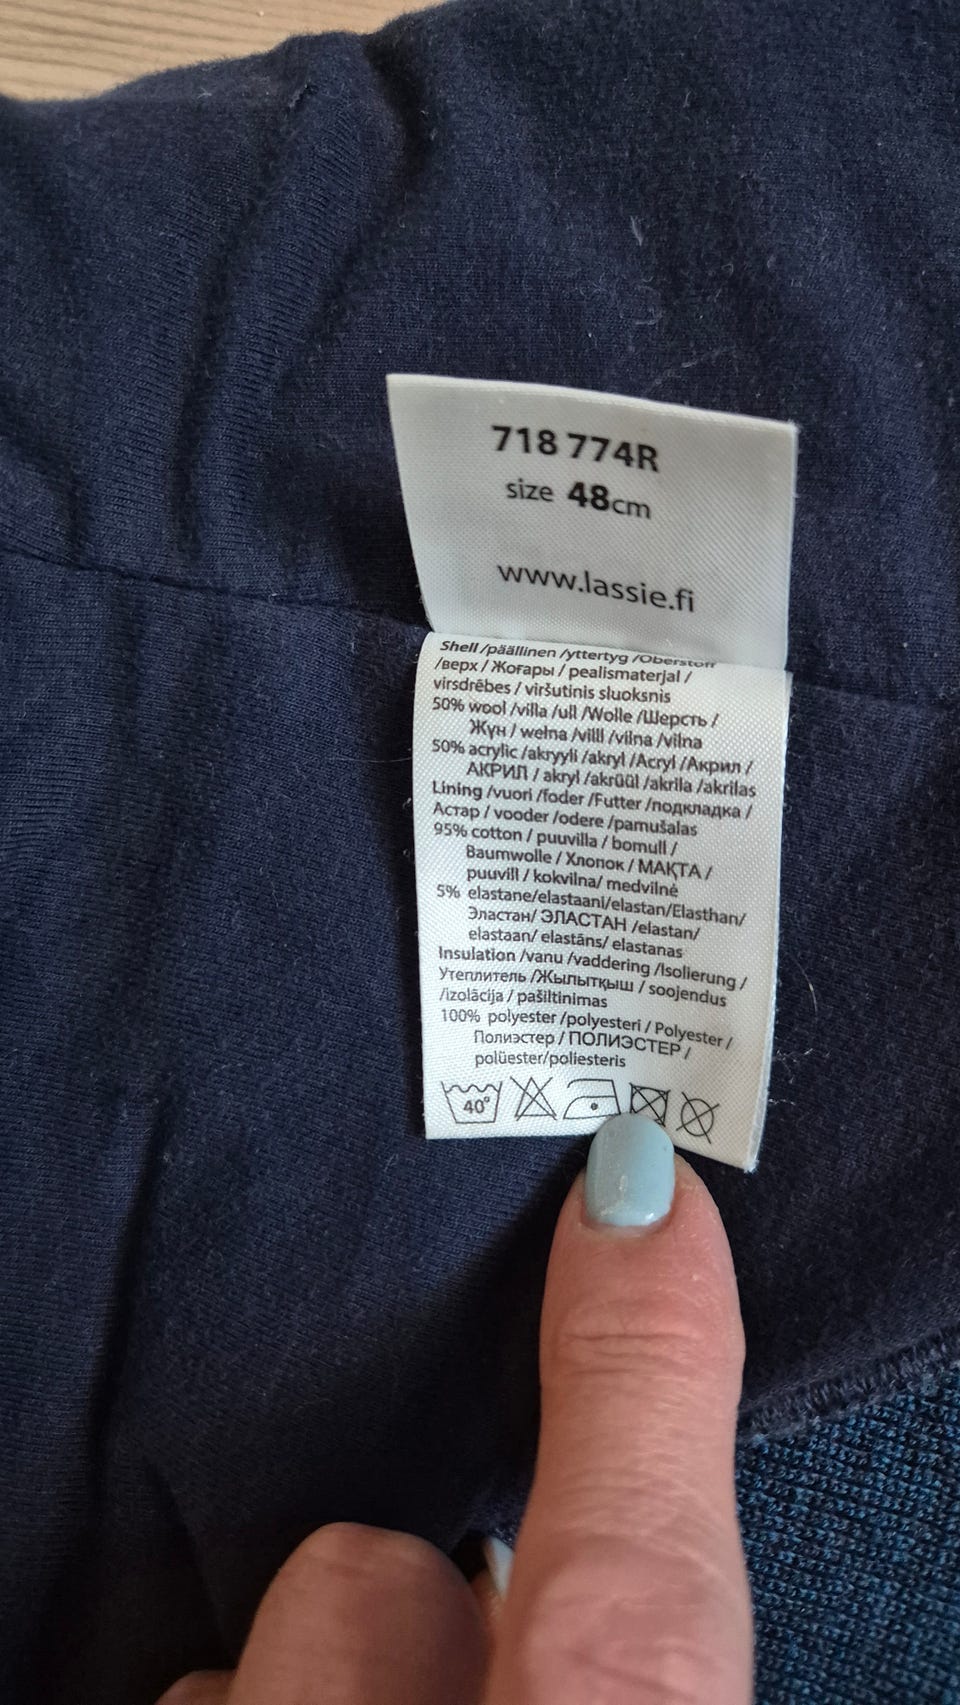 718 774R
size 48cm
www.lassie.fi
Shell /päällinen /yttertyg /Oberstoff
/верх / Жоғары / pealismaterjal /
virsdrēbes / viršutinis sluoksnis
50% wool /villa /ull /Wolle /Шерсть /
Жүн / wełna /villl /vilna /vilna
50% acrylic /akryyli /akryl /Acryl /Акрил /
АКРИЛ / akryl /akrüül /akrila /akrilas
Lining /vuori /foder /Futter /подкладка /
Астар / vooder /odere /pamušalas
95% cotton / puuvilla / bomull /
Baumwolle / Хлопок / МАҚТА /
puuvill / kokvilna/ medvilnė
5% elastane/elastaani/elastan/Elasthan/
Эластан/ ЭЛАСТАН /elastan/
elastaan/ elastāns/ elastanas
Insulation /vanu /vaddering /Isolierung /
Утеплитель /Жылытқыш / soojendus
/izolācija / pašiltinimas
100% polyester /polyesteri / Polyester /
Полиэстер / ПОЛИЭСТЕР /
polüester/poliesteris
40°